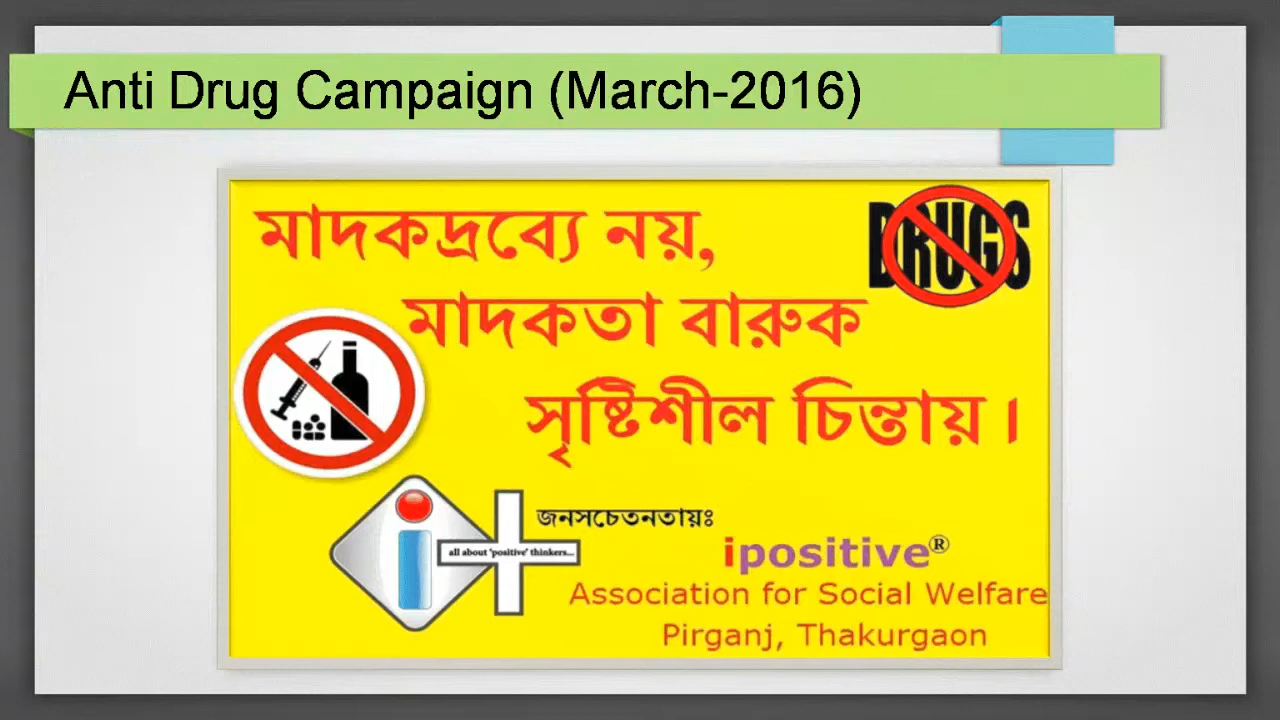 Anti Drug Campaign (March-2016)
মাদকদ্রব্যে নয়,
DRUGS
মাদকতা বারুক
সৃষ্টিশীল চিন্তায়।
জনসচেতনতায়ঃ
i
all about 'positive' thinkers...
ipositive®
Association for Social Welfare
Pirganj, Thakurgaon